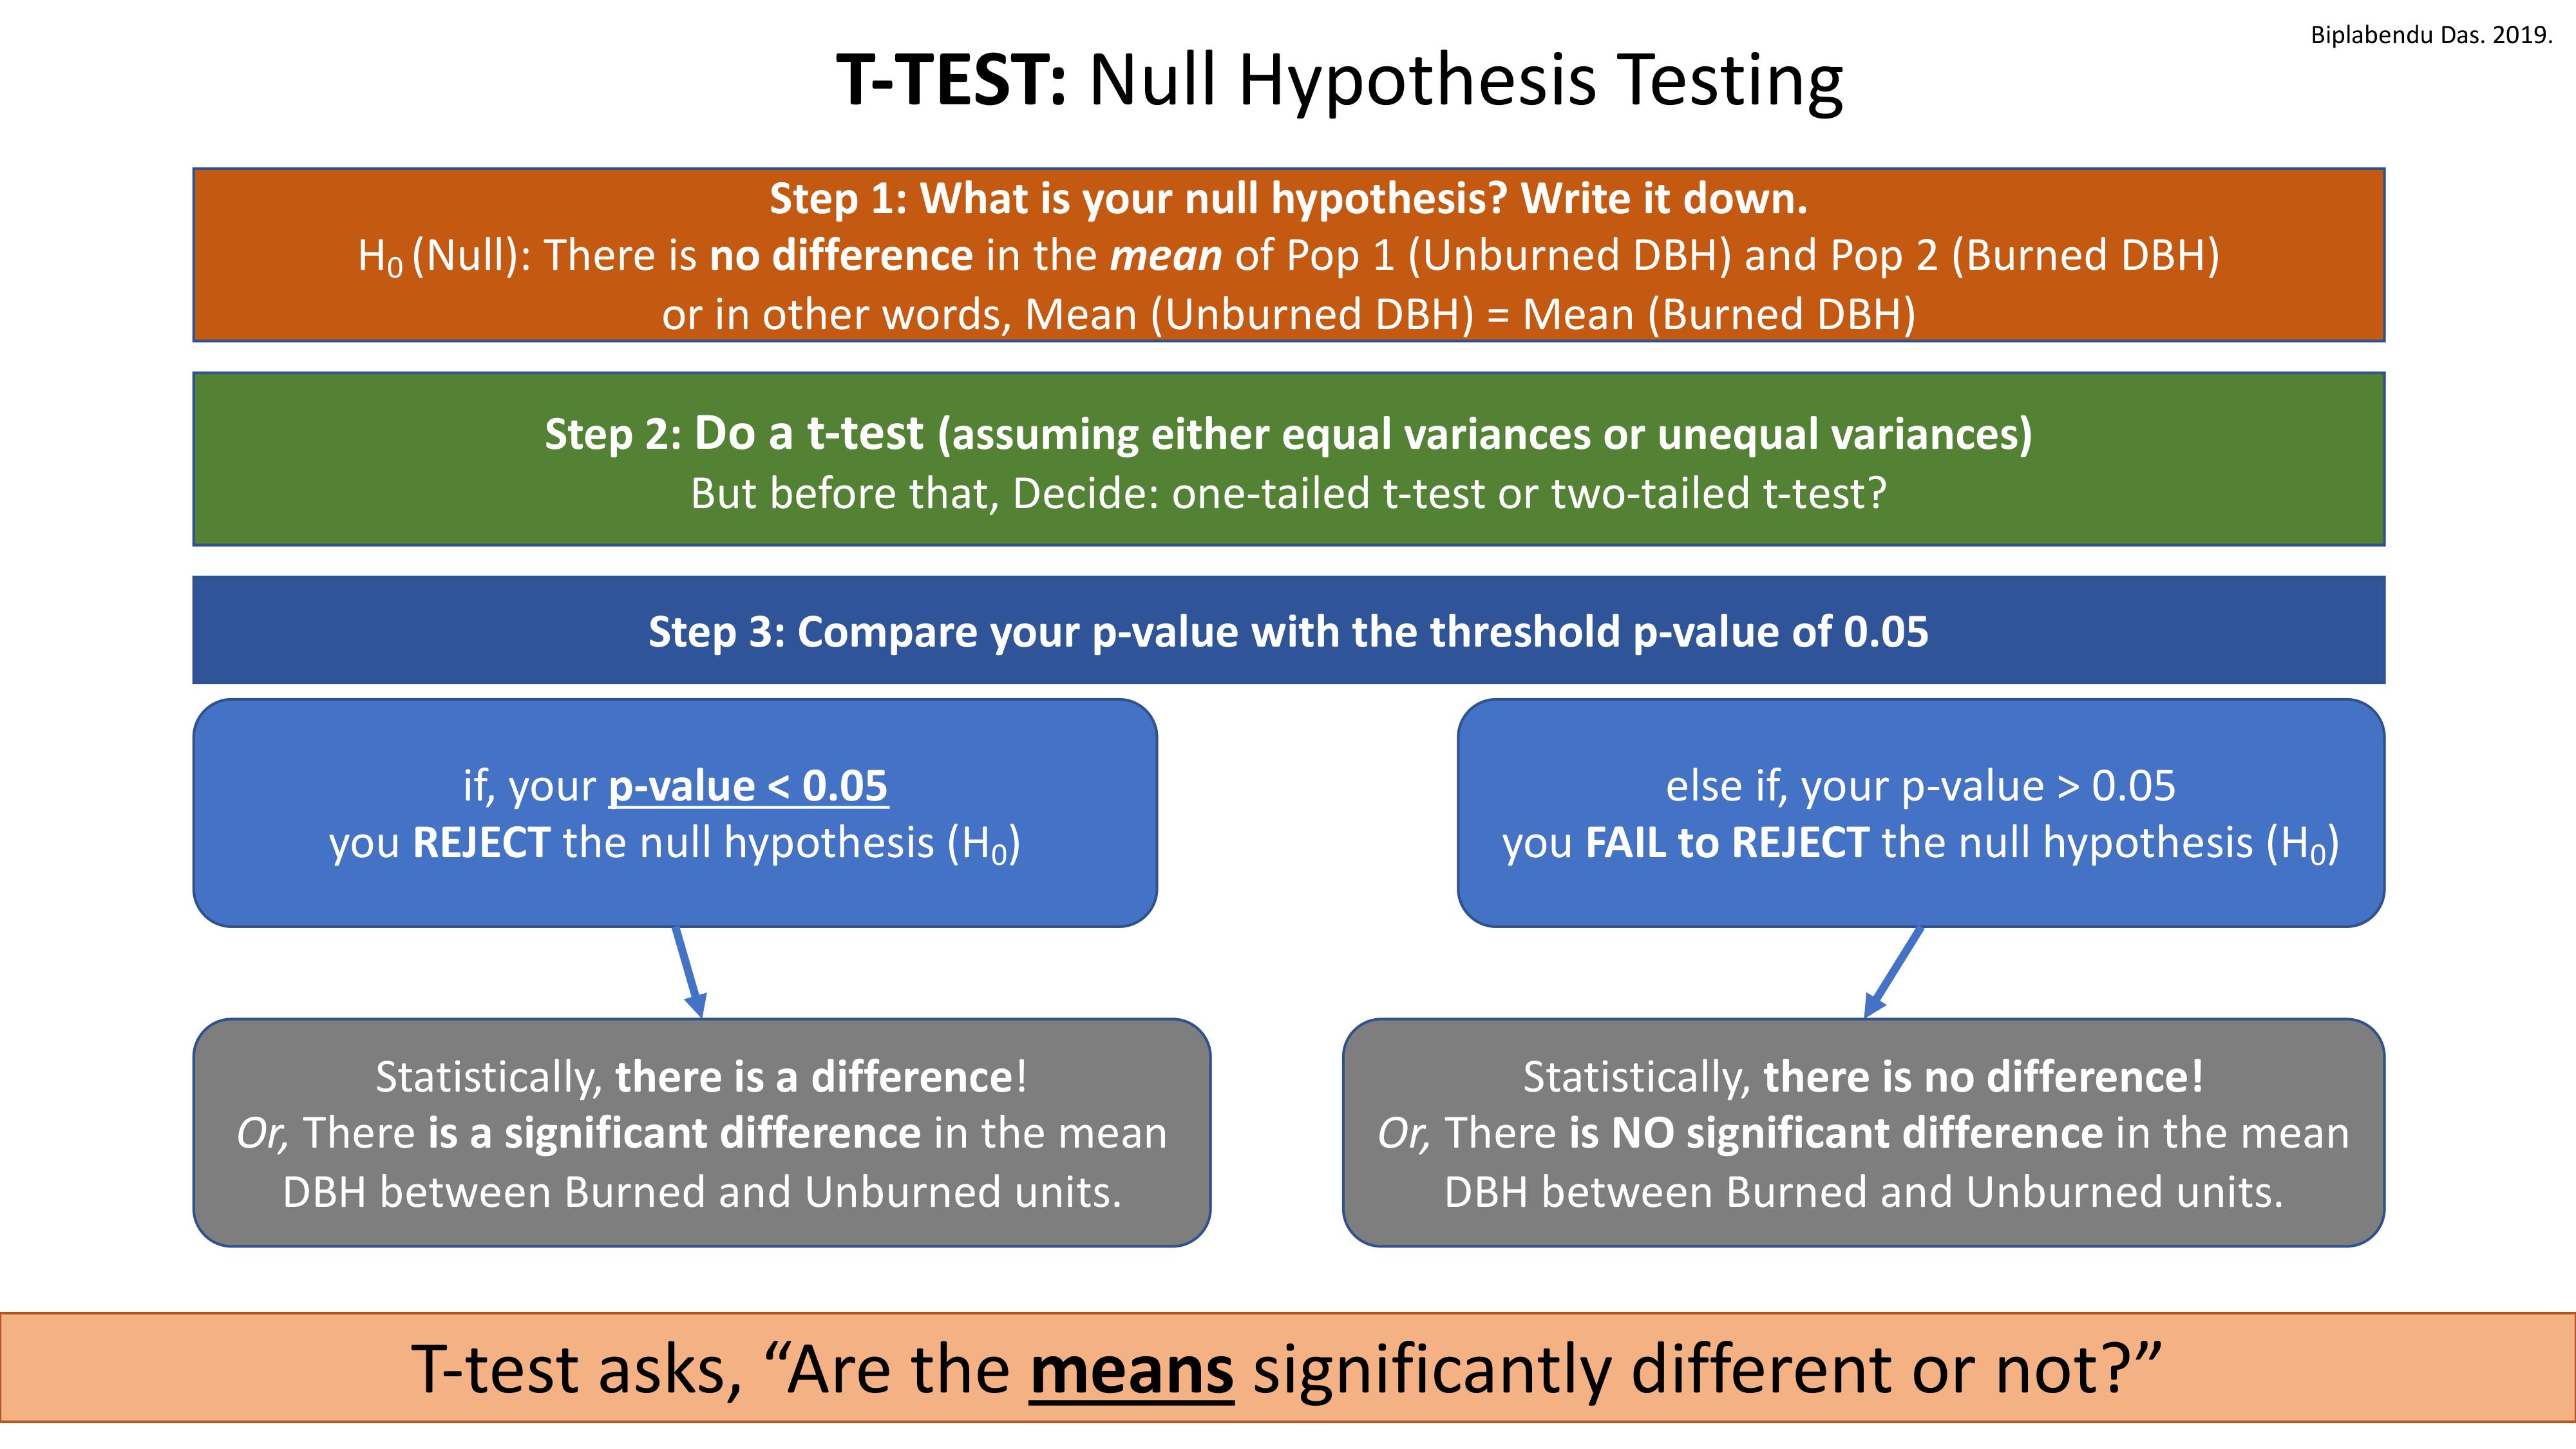 Biplabendu Das. 2019.
T-TEST: Null Hypothesis Testing
Step 1: What is your null hypothesis? Write it down.
H₀ (Null): There is no difference in the mean of Pop 1 (Unburned DBH) and Pop 2 (Burned DBH)
or in other words, Mean (Unburned DBH) = Mean (Burned DBH)
Step 2: Do a t-test (assuming either equal variances or unequal variances)
But before that, Decide: one-tailed t-test or two-tailed t-test?
Step 3: Compare your p-value with the threshold p-value of 0.05
if, your p-value < 0.05
you REJECT the null hypothesis (H₀)
else if, your p-value > 0.05
you FAIL to REJECT the null hypothesis (H₀)
Statistically, there is a difference!
Or, There is a significant difference in the mean
DBH between Burned and Unburned units.
Statistically, there is no difference!
Or, There is NO significant difference in the mean
DBH between Burned and Unburned units.
T-test asks, “Are the means significantly different or not?”